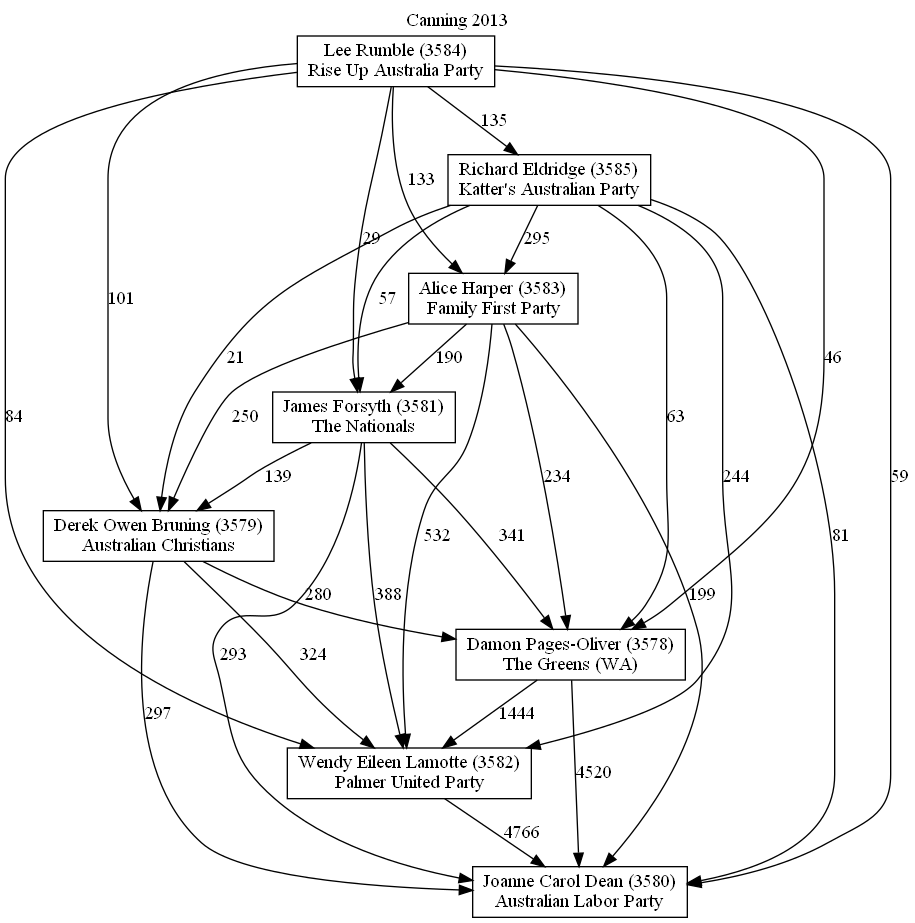 Canning 2013
Lee Rumble (3584)
Rise Up Australia Party
135
Richard Eldridge (3585)
Katter's Australian Party
133
29
295
Alice Harper (3583)
Family First Party
101
57
21
190
46
James Forsyth (3581)
The Nationals
84
250
63
139
234
244
59
Derek Owen Bruning (3579)
Australian Christians
532
341
81
280
388
199
Damon Pages-Oliver (3578)
The Greens (WA)
293
324
297
1444
Wendy Eileen Lamotte (3582)
Palmer United Party
4520
4766
Joanne Carol Dean (3580)
Australian Labor Party